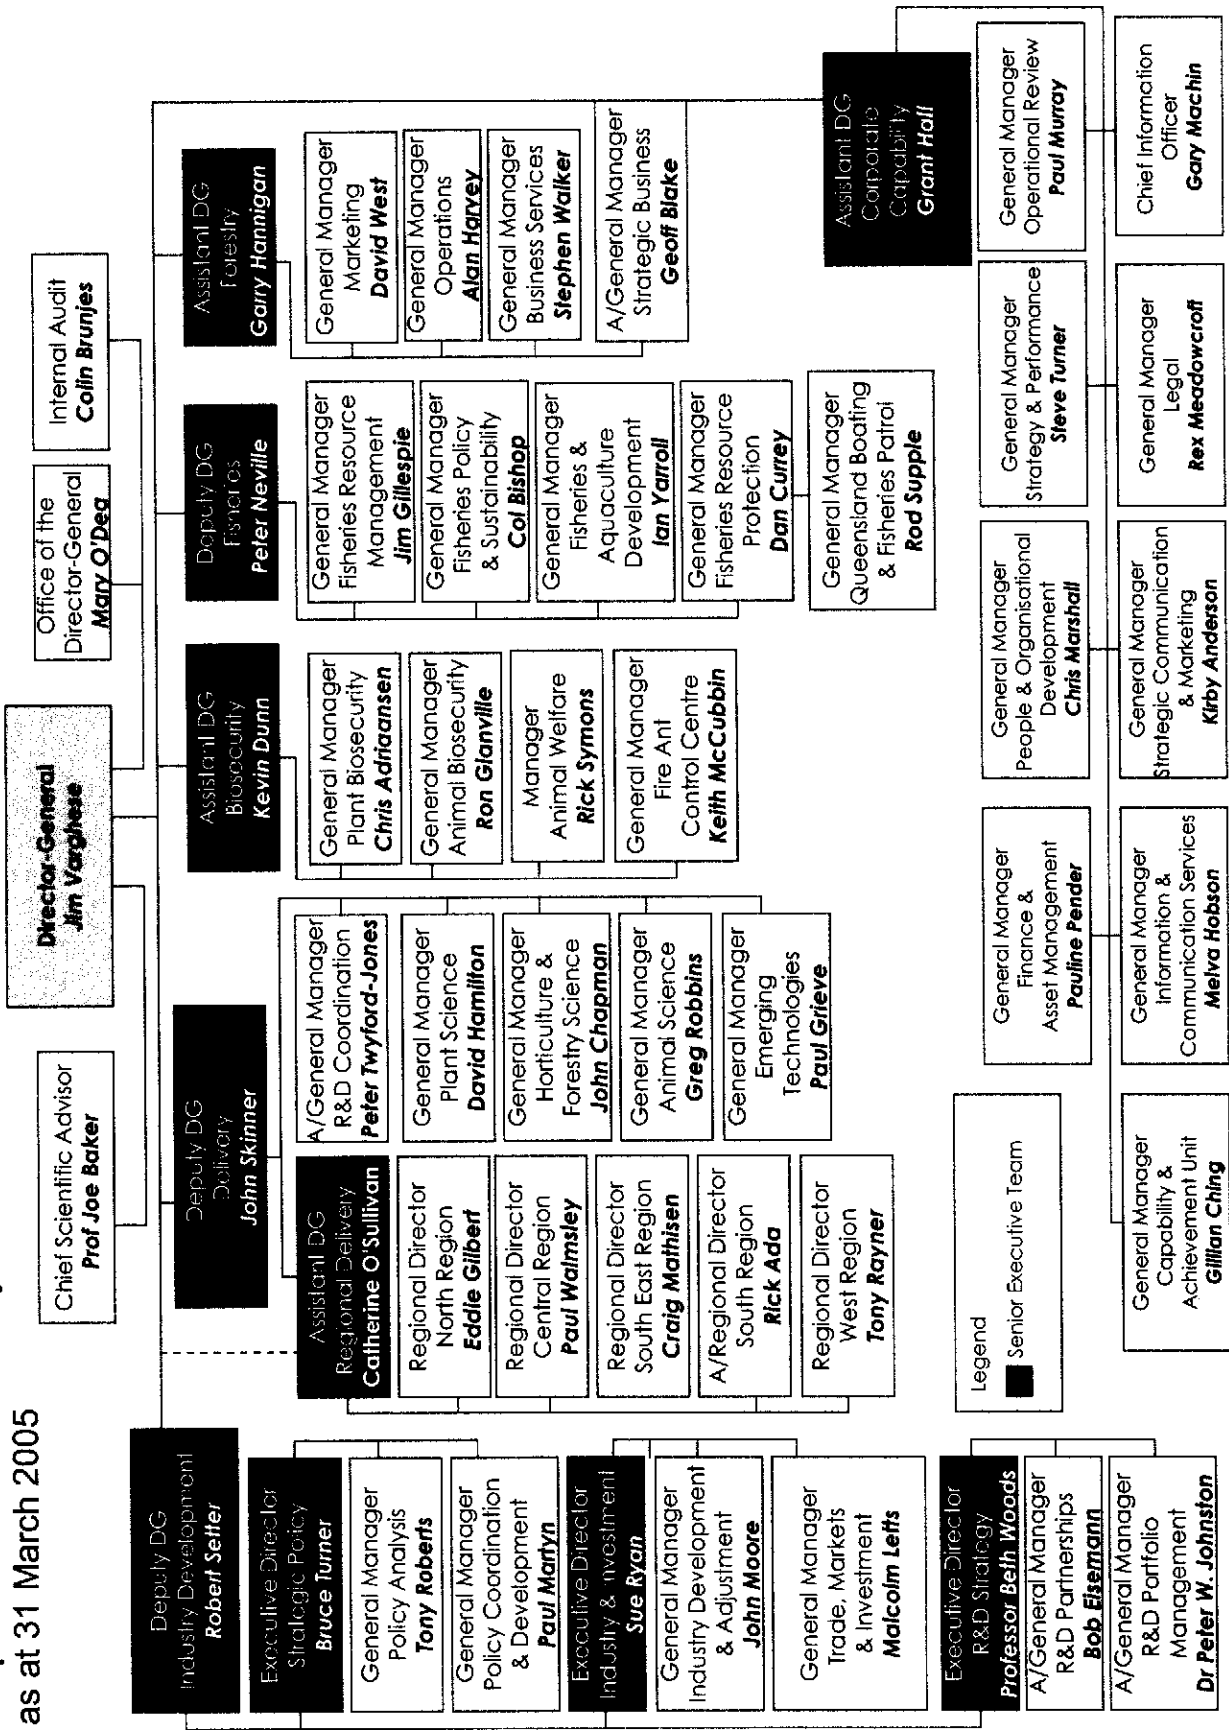 as at 31 March 2005
Director-General
Jim Varghese
Chief Scientific Advisor
Prof Joe Baker
Office of the
Director-General
Mary O'Dea
Internal Audit
Colin Brunjes
Deputy DG
Industry Development
Robert Setter
Executive Director
Strategic Policy
Bruce Turner
General Manager
Policy Analysis
Tony Roberts
General Manager
Policy Coordination
& Development
Paul Martyn
Executive Director
Industry & Investment
Sue Ryan
General Manager
Industry Development
& Adjustment
John Moore
General Manager
Trade, Markets
& Investment
Malcolm Letts
Executive Director
R&D Strategy
Professor Beth Woods
A/General Manager
R&D Partnerships
Bob Eisemann
A/General Manager
R&D Portfolio
Management
Dr Peter W. Johnston
Deputy DG
Delivery
John Skinner
Assistant DG
Regional Delivery
Catherine O'Sullivan
Regional Director
North Region
Eddie Gilbert
Regional Director
Central Region
Paul Walmsley
Regional Director
South East Region
Craig Mathisen
A/Regional Director
South Region
Rick Ada
Regional Director
West Region
Tony Rayner
A/General Manager
R&D Coordination
Peter Twyford-Jones
General Manager
Plant Science
David Hamilton
General Manager
Horticulture &
Forestry Science
John Chapman
General Manager
Animal Science
Greg Robbins
General Manager
Emerging
Technologies
Paul Grieve
Assistant DG
Biosecurity
Kevin Dunn
General Manager
Plant Biosecurity
Chris Adriaansen
General Manager
Animal Biosecurity
Ron Glanville
Manager
Animal Welfare
Rick Symons
General Manager
Fire Ant
Control Centre
Keith McCubbin
Deputy DG
Fisheries
Peter Neville
General Manager
Fisheries Resource
Management
Jim Gillespie
General Manager
Fisheries Policy
& Sustainability
Col Bishop
General Manager
Fisheries &
Aquaculture
Development
Ian Yarroll
General Manager
Fisheries Resource
Protection
Dan Currey
General Manager
Queensland Boating
& Fisheries Patrol
Rod Supple
Assistant DG
Forestry
Garry Hannigan
General Manager
Marketing
David West
General Manager
Operations
Alan Harvey
General Manager
Business Services
Stephen Walker
A/General Manager
Strategic Business
Geoff Blake
Assistant DG
Corporate
Capability
Grant Hall
General Manager
Finance &
Asset Management
Pauline Pender
General Manager
People & Organisational
Development
Chris Marshall
General Manager
Strategy & Performance
Steve Turner
General Manager
Operational Review
Paul Murray
General Manager
Capability &
Achievement Unit
Gillian Ching
General Manager
Information &
Communication Services
Melva Hobson
General Manager
Strategic Communication
& Marketing
Kirby Anderson
General Manager
Legal
Rex Meadowcroft
Chief Information
Officer
Gary Machin
Legend
Senior Executive Team